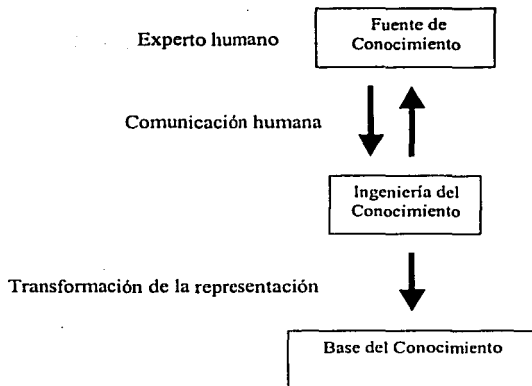 Experto humano
Fuente de
Conocimiento
Comunicación humana
Ingeniería del
Conocimiento
Transformación de la representación
Base del Conocimiento